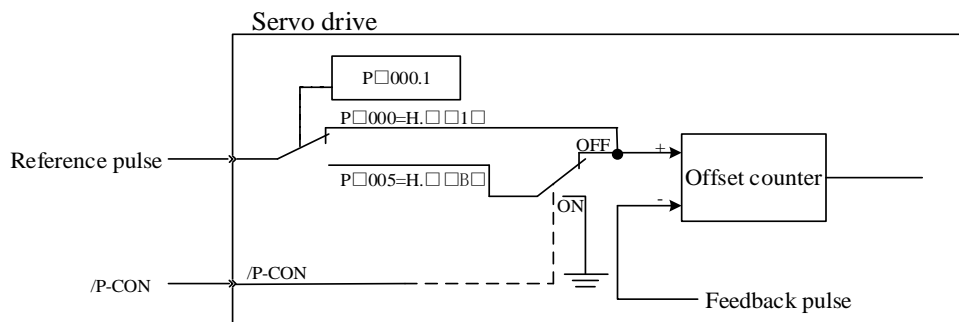 Servo drive
P□000.1
P□000=H.□□1□
Reference pulse
OFF
+
P□005=H.□□B□
Offset counter
ON
-
/P-CON
/P-CON
Feedback pulse